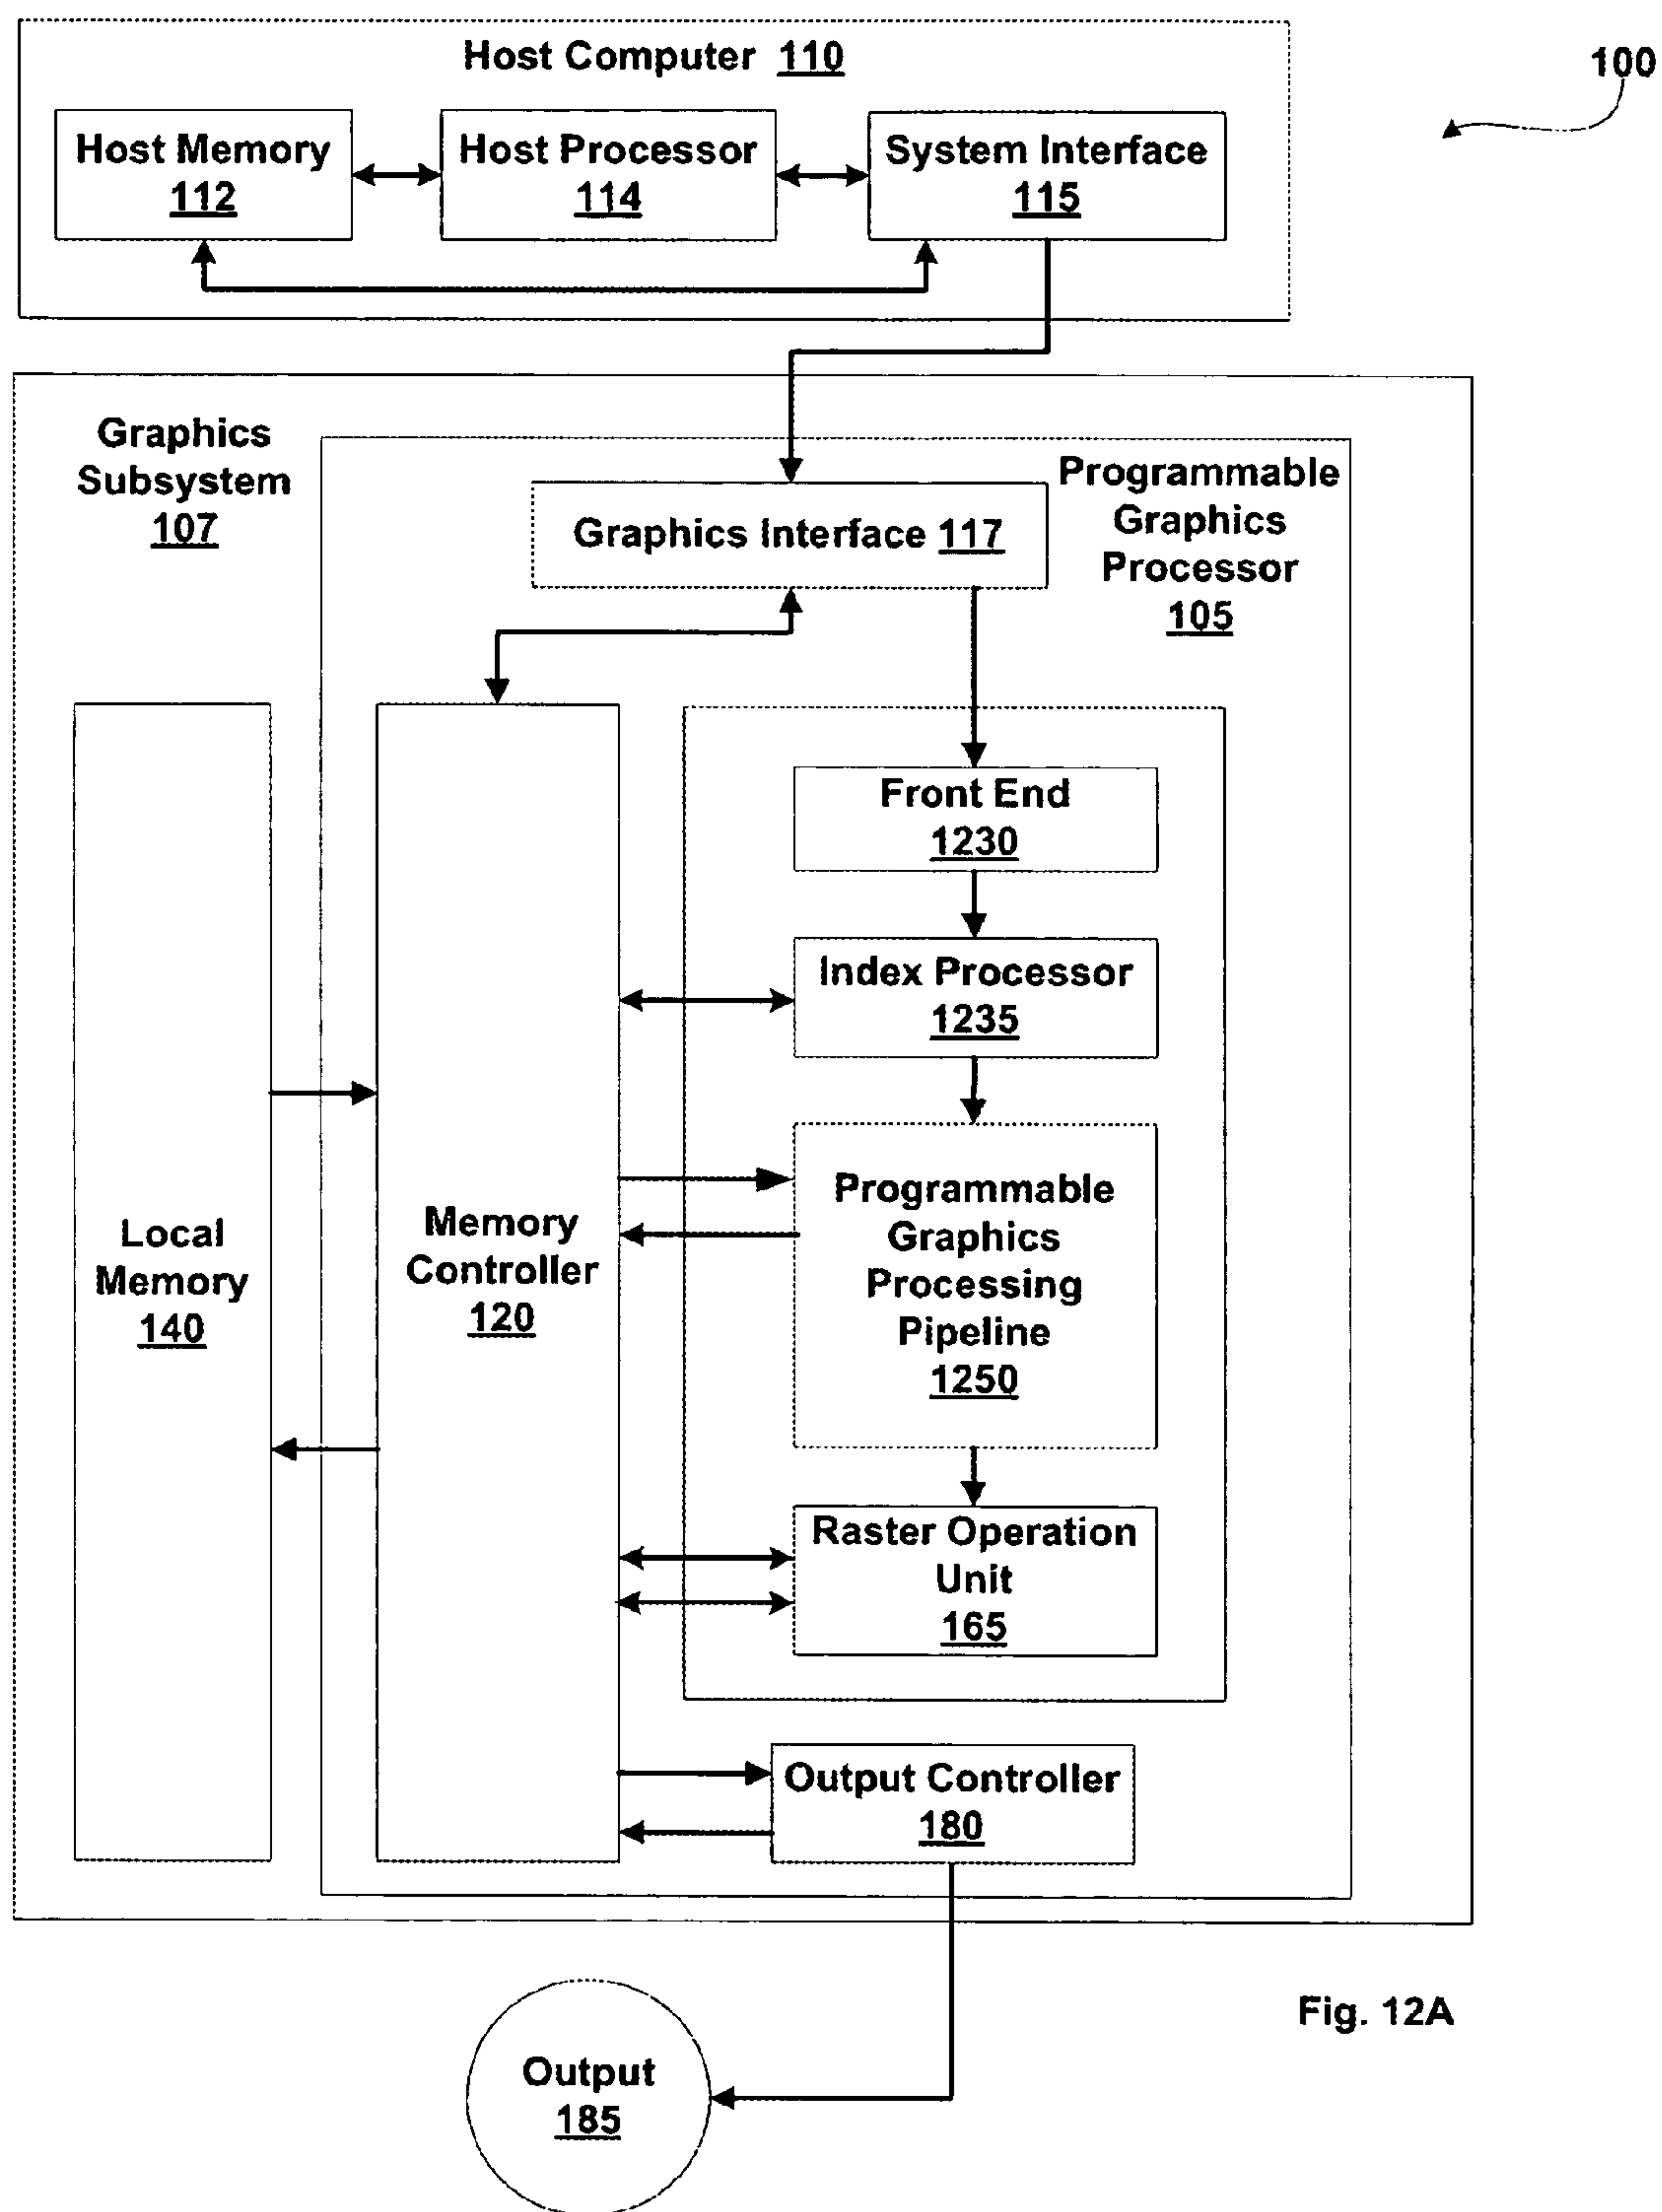 Host Computer 110
100
Host Memory
112
Host Processor
114
System Interface
115
Graphics
Subsystem
107
Programmable
Graphics
Processor
105
Graphics Interface 117
Front End
1230
Index Processor
1235
Programmable
Graphics
Processing
Pipeline
1250
Local
Memory
140
Memory
Controller
120
Raster Operation
Unit
165
Output Controller
180
Fig. 12A
Output
185